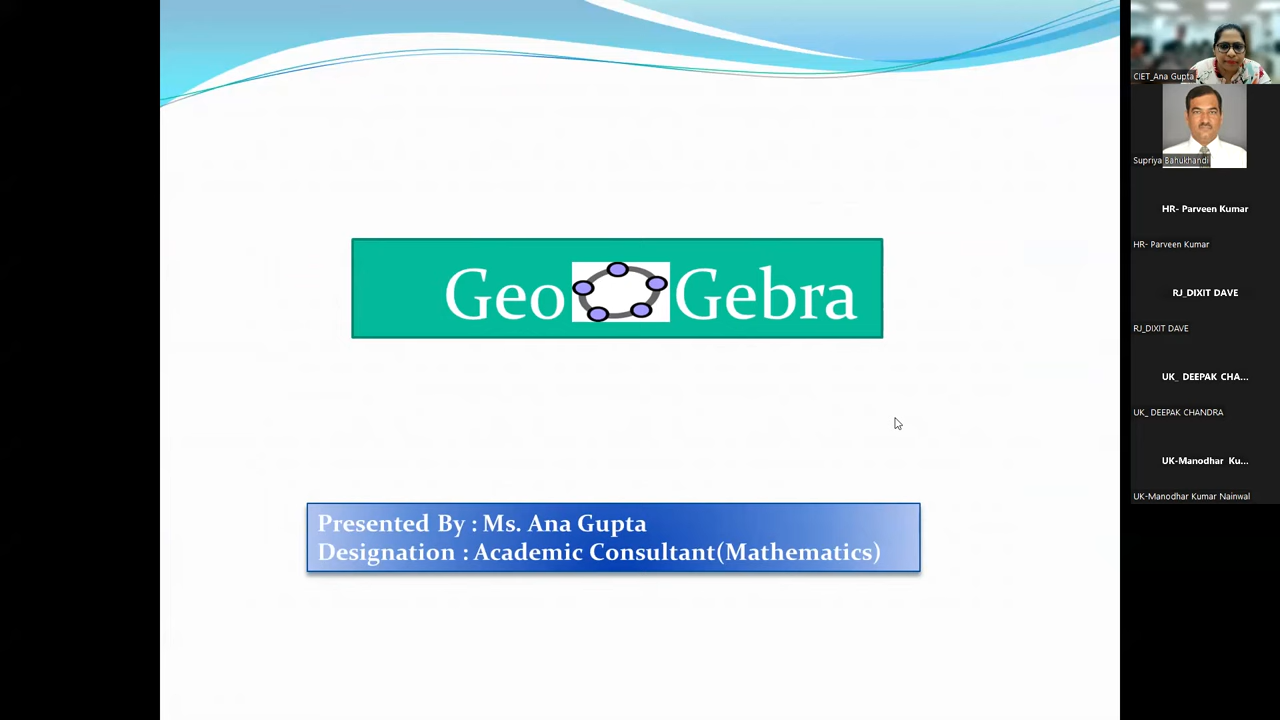 Geo Gebra
Presented By : Ms. Ana Gupta
Designation : Academic Consultant(Mathematics)
CIET_Ana Gupta
Supriya Bahukhandi
HR- Parveen Kumar
HR- Parveen Kumar
RJ_DIXIT DAVE
RJ_DIXIT DAVE
UK_ DEEPAK CHA...
UK_ DEEPAK CHANDRA
UK-Manodhar Ku...
UK-Manodhar Kumar Nainwal